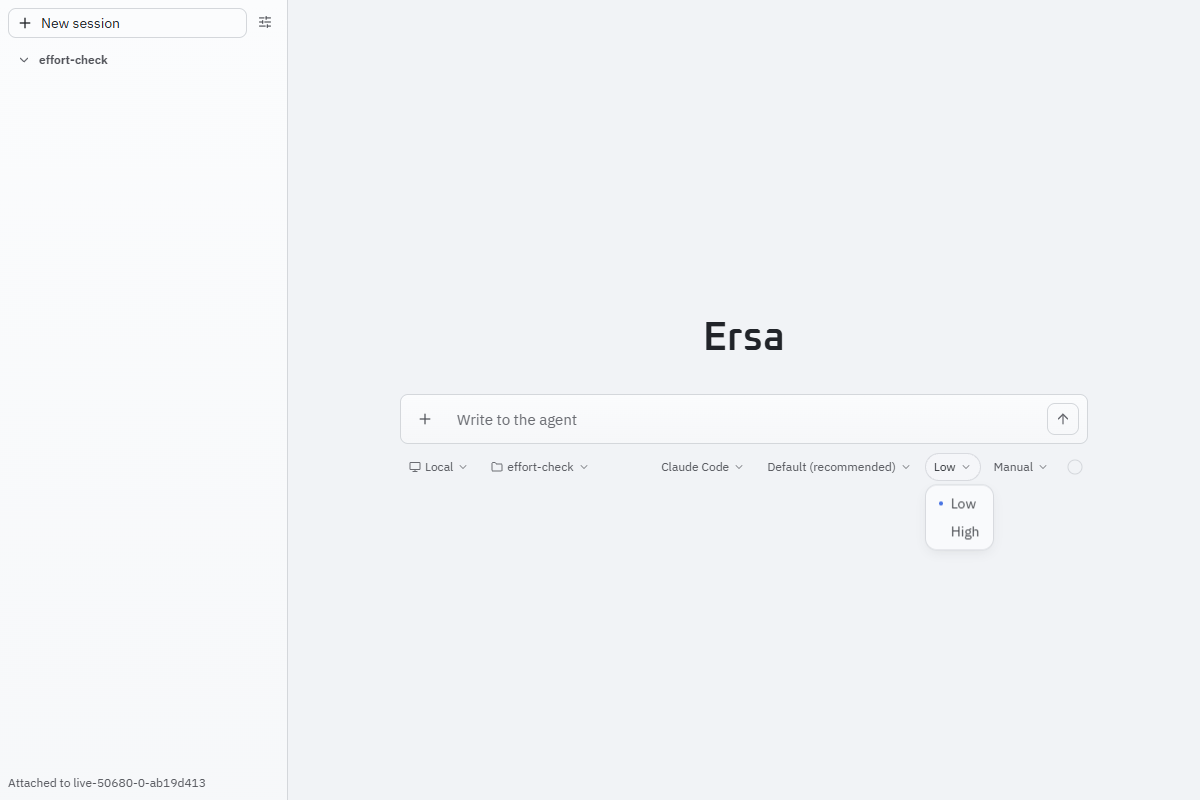 New session
effort-check
Ersa
Write to the agent
Local effort-check Claude Code Default (recommended) Low Manual
Low
High
Attached to live-50680-0-ab19d413